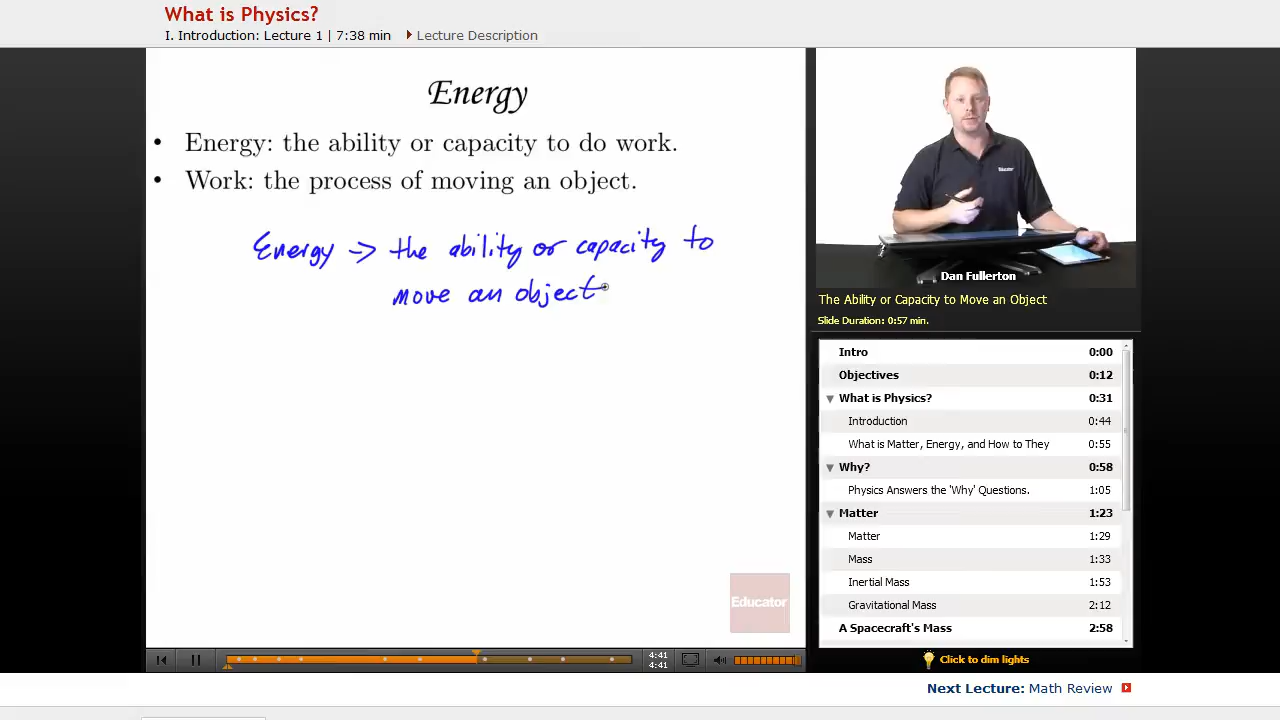 What is Physics?
I. Introduction: Lecture 1 | 7:38 min
Lecture Description
Energy
• Energy: the ability or capacity to do work.
• Work: the process of moving an object.
Energy → the ability or capacity to
move an object
Educator
Educator
Dan Fullerton
The Ability or Capacity to Move an Object
Slide Duration: 0:57 min.
Intro 0:00
Objectives 0:12
What is Physics? 0:31
Introduction 0:44
What is Matter, Energy, and How to They 0:55
Why? 0:58
Physics Answers the 'Why' Questions. 1:05
Matter 1:23
Matter 1:29
Mass 1:33
Inertial Mass 1:53
Gravitational Mass 2:12
A Spacecraft's Mass 2:58
4:41
4:41
Click to dim lights
Next Lecture: Math Review